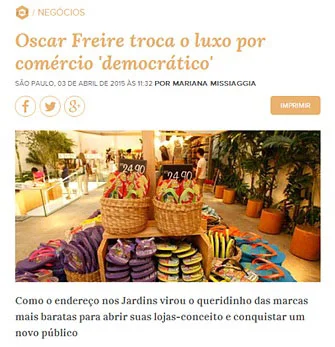 / NEGÓCIOS
Oscar Freire troca o luxo por
comércio 'democrático'
SÃO PAULO, 03 DE ABRIL DE 2015 ÀS 11:32 POR MARIANA MISSIAGGIA
IMPRIMIR
24,90
24,90
Como o endereço nos Jardins virou o queridinho das marcas
mais baratas para abrir suas lojas-conceito e conquistar um
novo público